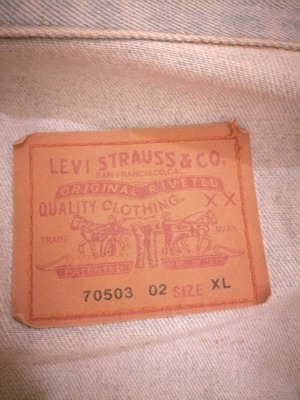 LEVI STRAUSS & CO.
SAN FRANCISCO, CAL.
ORIGINAL RIVETED
QUALITY CLOTHING
XX
TRADE MARK
PATENTED
70503 02 SIZE XL